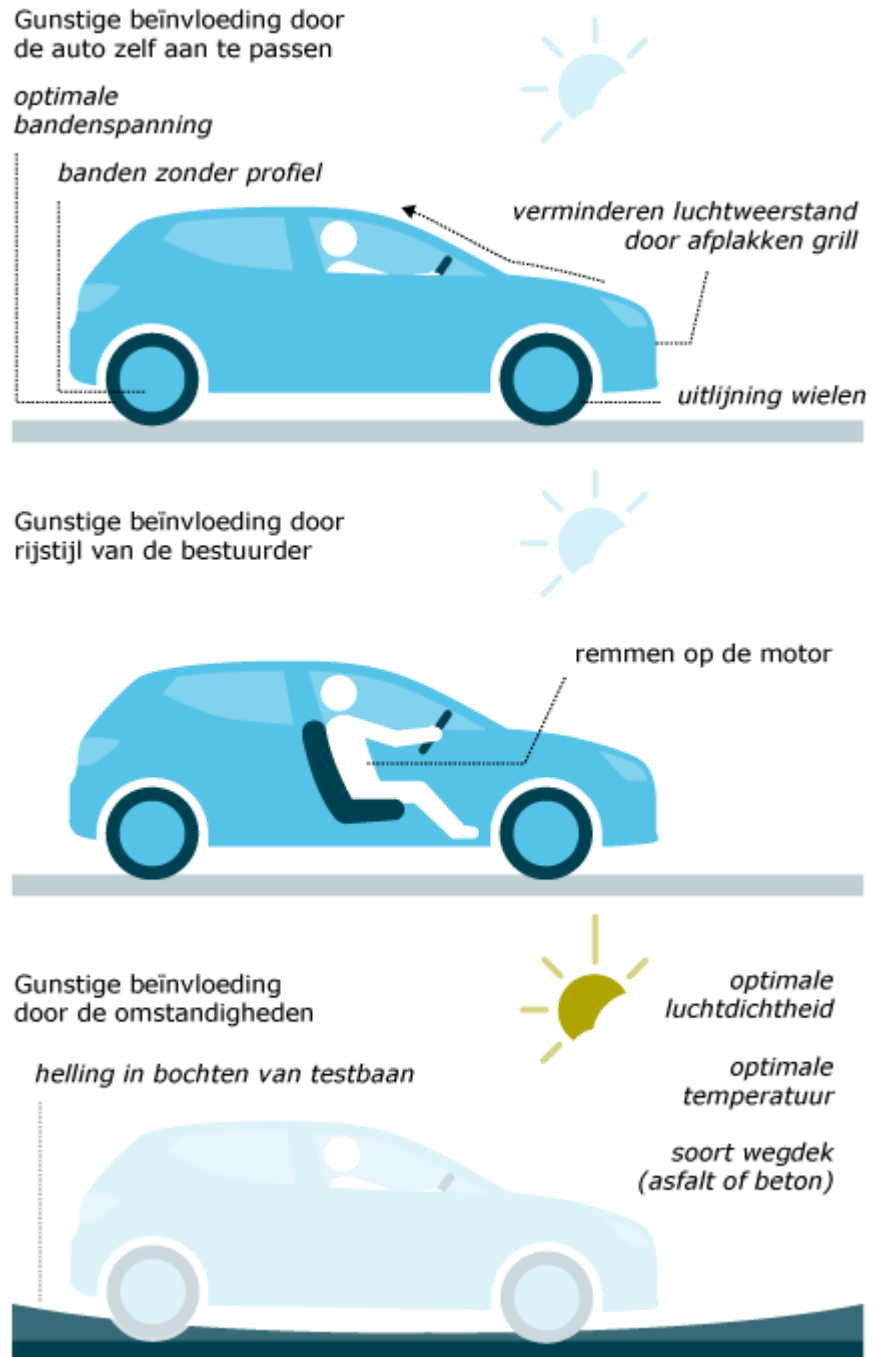 Gunstige beïnvloeding door
de auto zelf aan te passen
optimale
bandenspanning
banden zonder profiel
verminderen luchtweerstand
door afplakken grill
uitlijning wielen
Gunstige beïnvloeding door
rijstijl van de bestuurder
remmen op de motor
Gunstige beïnvloeding
door de omstandigheden
helling in bochten van testbaan
optimale
luchtdichtheid
optimale
temperatuur
soort wegdek
(asfalt of beton)